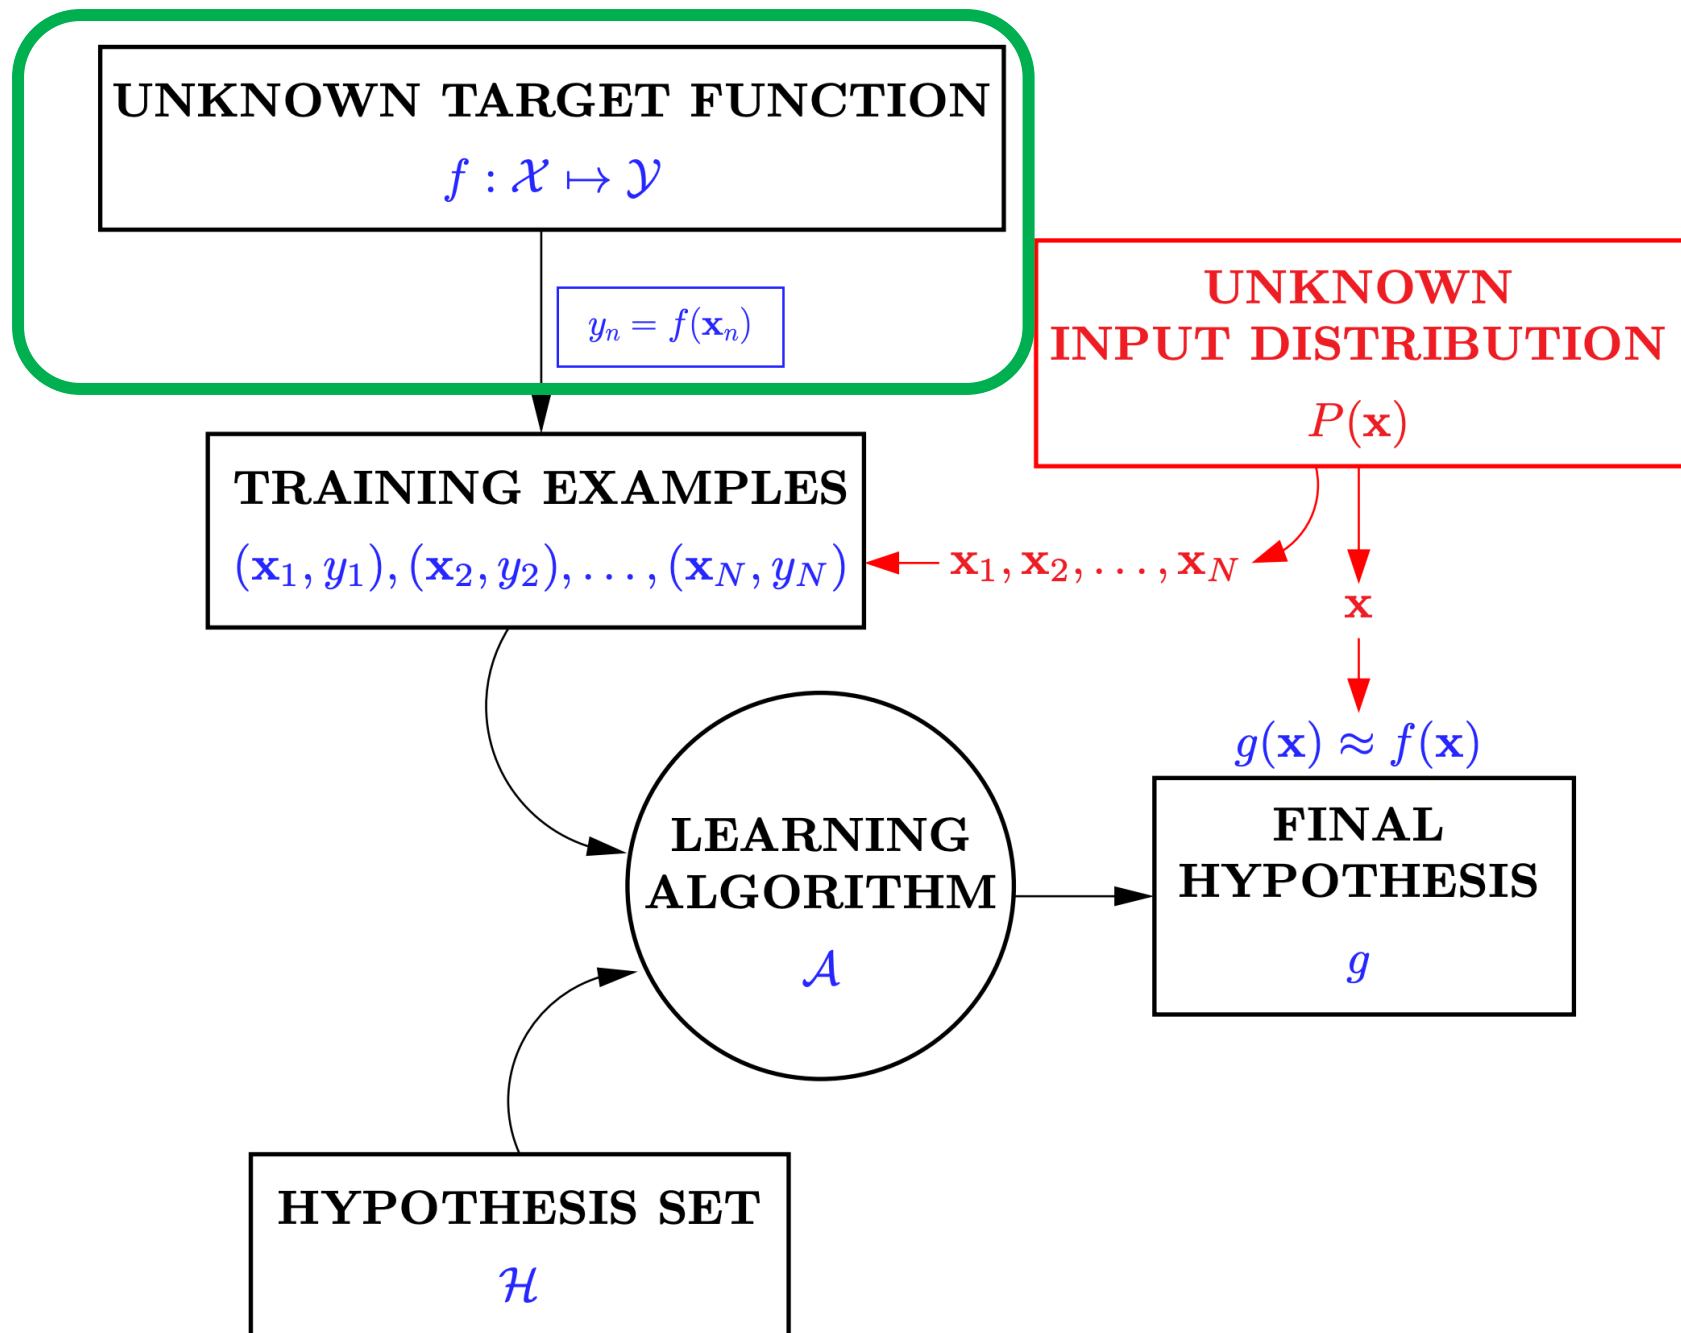 UNKNOWN TARGET FUNCTION
f : 𝒳 ↦ 𝒴
yₙ = f(𝐱ₙ)
UNKNOWN
INPUT DISTRIBUTION
P(𝐱)
TRAINING EXAMPLES
(𝐱₁, y₁), (𝐱₂, y₂), . . . , (𝐱_N, y_N)
𝐱₁, 𝐱₂, . . . , 𝐱_N
𝐱
g(𝐱) ≈ f(𝐱)
LEARNING
ALGORITHM
𝒜
FINAL
HYPOTHESIS
g
HYPOTHESIS SET
ℋ